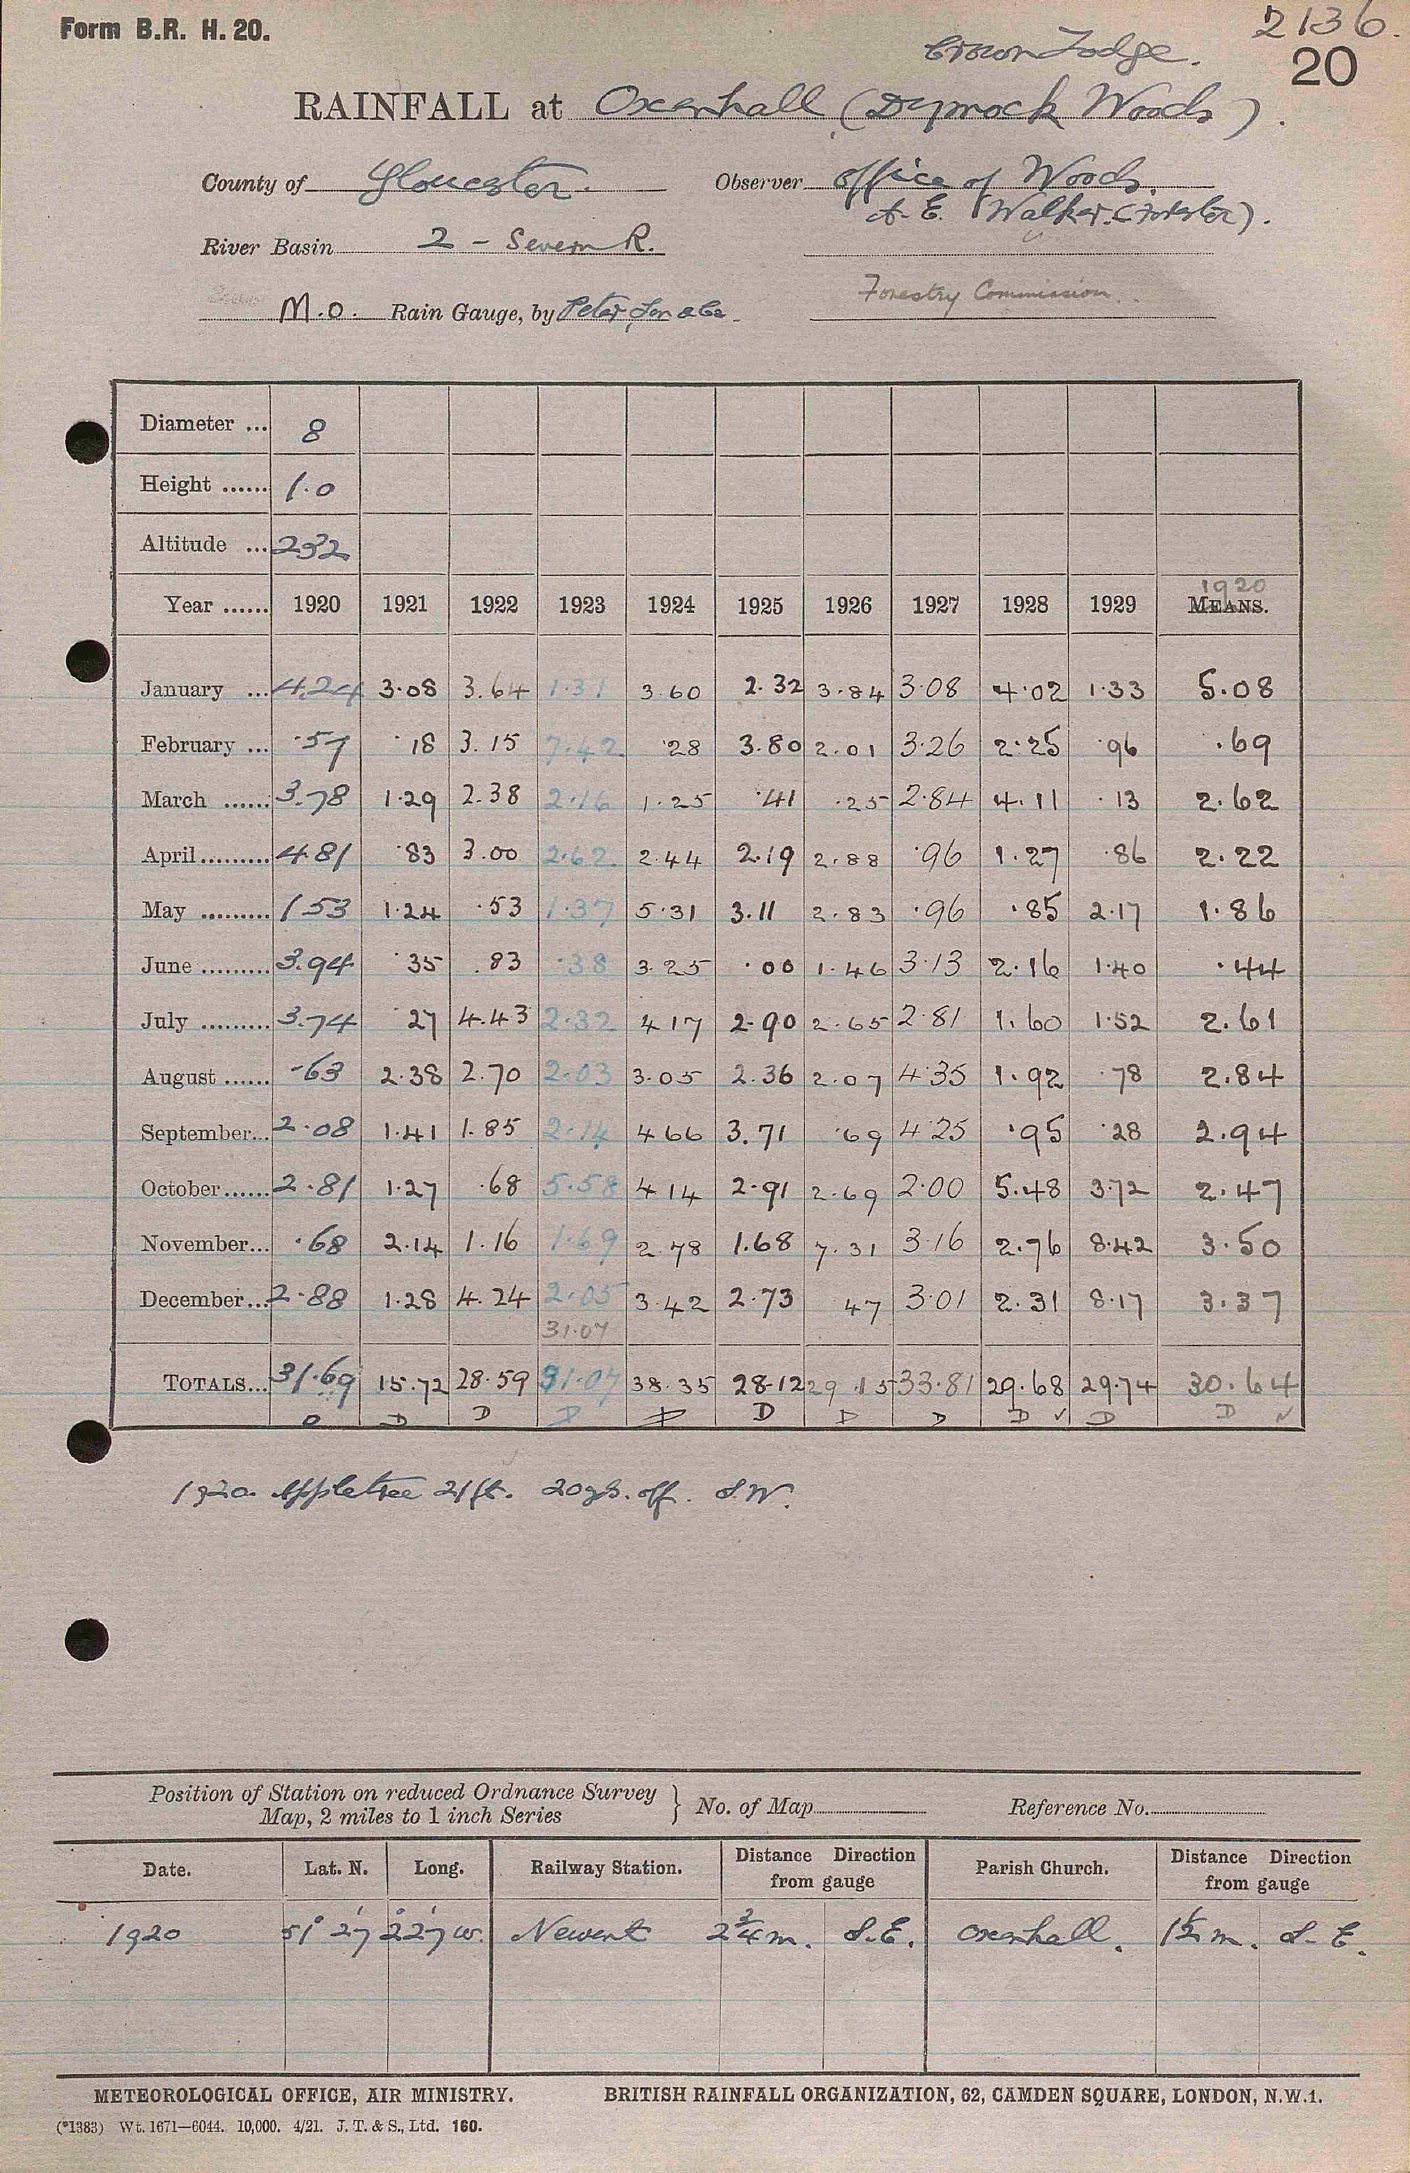 Form B.R. H. 20.
2136.
20
Crown Lodge.
RAINFALL at Oxenhall (Dymock Woods).
County of Gloucester. Observer Office of Woods.
A. E. Walker (Forester).
River Basin 2 - Severn R.
Forestry Commission.
M.O. Rain Gauge, by
Diameter ... 8
Height ...... 1.0
Altitude ... 232
Year ...... 1920 1921 1922 1923 1924 1925 1926 1927 1928 1929 MEANS. 1920
January ... 4.24 3.08 3.64 1.31 3.60 2.32 3.84 3.08 4.02 1.33 5.08
February ... .57 .18 3.15 7.42 .28 3.80 2.01 3.26 2.25 .96 .69
March ...... 3.78 1.29 2.38 2.16 1.25 .41 .25 2.84 4.11 .13 2.62
April ......... 4.81 .83 3.00 2.62 2.44 2.19 2.88 .96 1.27 .86 2.22
May ......... 1.53 1.24 .53 1.37 5.31 3.11 2.83 .96 .85 2.17 1.86
June ......... 3.94 .35 .83 .38 3.25 .00 1.46 3.13 2.16 1.40 .44
July ......... 3.74 .27 4.43 2.32 4.17 2.90 2.65 2.81 1.60 1.52 2.61
August ...... .63 2.38 2.70 2.03 3.05 2.36 2.07 4.35 1.92 .78 2.84
September... 2.08 1.41 1.85 2.14 4.66 3.71 .69 4.25 .95 .28 2.94
October...... 2.81 1.27 .68 5.58 4.14 2.91 2.69 2.00 5.48 3.72 2.47
November... .68 2.14 1.16 1.69 2.78 1.68 7.31 3.16 2.76 8.42 3.50
December... 2.88 1.28 4.24 2.05 3.42 2.73 .47 3.01 2.31 8.17 3.37
31.07
TOTALS... 31.69 15.72 28.59 31.07 38.35 28.12 29.15 33.81 29.68 29.74 30.64
D D D D D D D D ✓ D D ✓
1920. Appletree 21ft. 20yds. off. S.W.
Position of Station on reduced Ordnance Survey
Map, 2 miles to 1 inch Series } No. of Map Reference No.
Date. Lat. N. Long. Railway Station. Distance Direction from gauge Parish Church. Distance Direction from gauge
1920 51° 27' 2° 27' W. Newent 2¾ m. S.E. Oxenhall. 1½ m. S.E.
METEOROLOGICAL OFFICE, AIR MINISTRY. BRITISH RAINFALL ORGANIZATION, 62, CAMDEN SQUARE, LONDON, N.W.1.
(*1383) Wt. 1671—6044. 10,000. 4/21. J. T. & S., Ltd. 160.